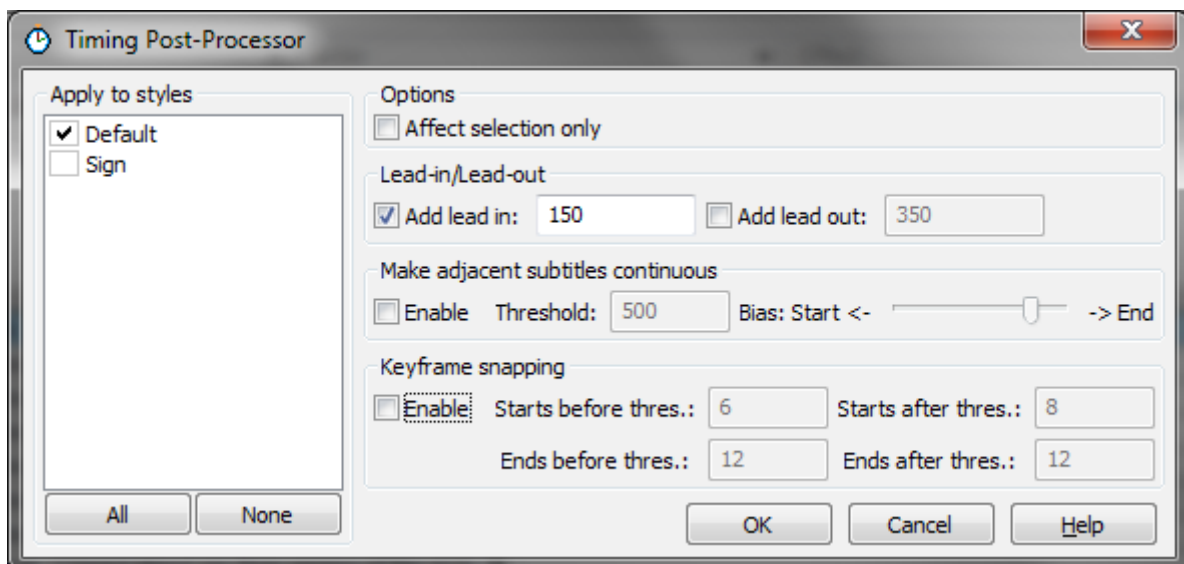 Timing Post-Processor
Apply to styles
Default
Sign
All None
Options
Affect selection only
Lead-in/Lead-out
Add lead in: 150 Add lead out: 350
Make adjacent subtitles continuous
Enable Threshold: 500 Bias: Start <- -> End
Keyframe snapping
Enable Starts before thres.: 6 Starts after thres.: 8
Ends before thres.: 12 Ends after thres.: 12
OK Cancel Help